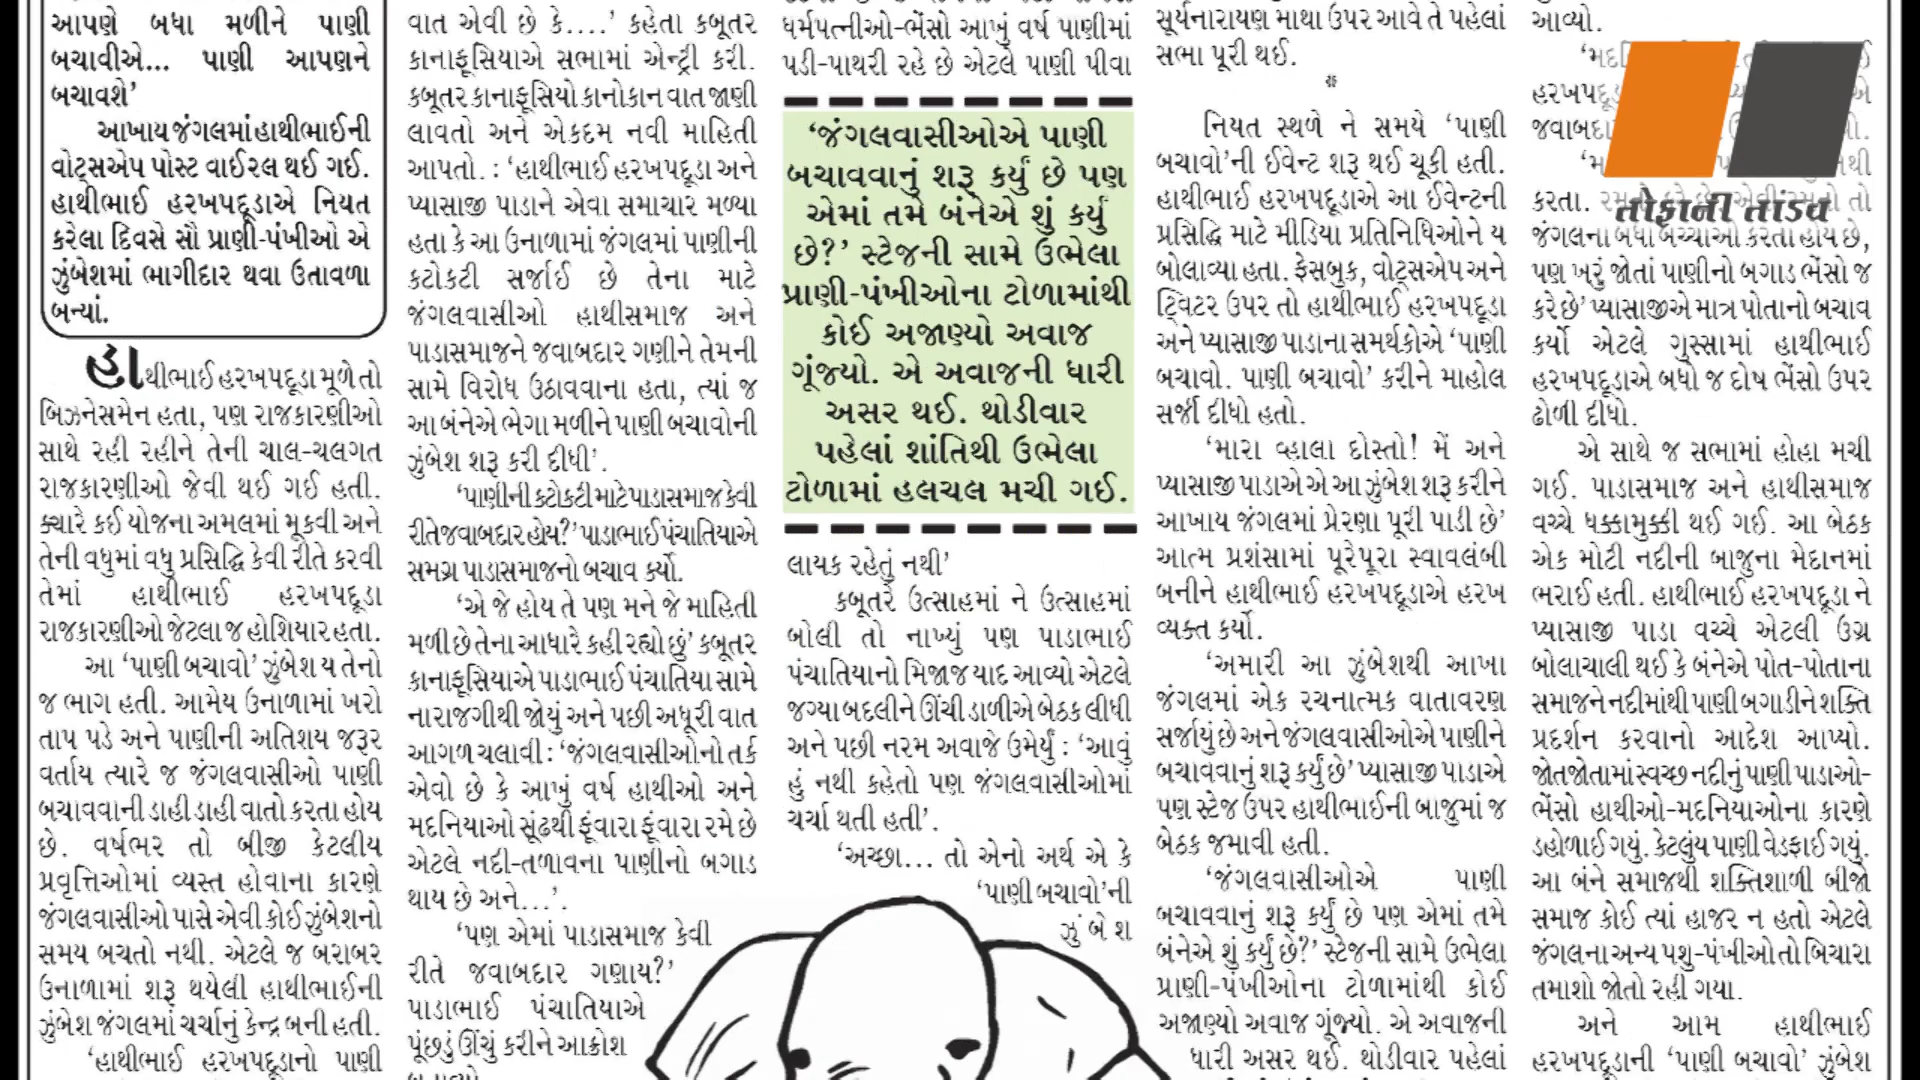 આપણે બધા મળીને પાણી
બચાવીએ... પાણી આપણને
બચાવશે’
આખાય જંગલમાં હાથીભાઈની
વોટ્સએપ પોસ્ટ વાઈરલ થઈ ગઈ.
હાથીભાઈ હરખપદૂડાએ નિયત
કરેલા દિવસે સૌ પ્રાણી-પંખીઓ એ
ઝુંબેશમાં ભાગીદાર થવા ઉતાવળા
બન્યાં.
હાથીભાઈ હરખપદૂડા મૂળે તો
બિઝનેસમેન હતા, પણ રાજકારણીઓ
સાથે રહી રહીને તેની ચાલ-ચલગત
રાજકારણીઓ જેવી થઈ ગઈ હતી.
ક્યારે કઈ યોજના અમલમાં મૂકવી અને
તેની વધુમાં વધુ પ્રસિદ્ધિ કેવી રીતે કરવી
તેમાં હાથીભાઈ હરખપદૂડા
રાજકારણીઓ જેટલા જ હોશિયાર હતા.
આ ‘પાણી બચાવો’ ઝુંબેશ ય તેનો
જ ભાગ હતી. આમેય ઉનાળામાં ખરો
તાપ પડે અને પાણીની અતિશય જરૂર
વર્તાય ત્યારે જ જંગલવાસીઓ પાણી
બચાવવાની ડાહી ડાહી વાતો કરતા હોય
છે. વર્ષભર તો બીજી કેટલીય
પ્રવૃત્તિઓમાં વ્યસ્ત હોવાના કારણે
જંગલવાસીઓ પાસે એવી કોઈ ઝુંબેશનો
સમય બચતો નથી. એટલે જ બરાબર
ઉનાળામાં શરૂ થયેલી હાથીભાઈની
ઝુંબેશ જંગલમાં ચર્ચાનું કેન્દ્ર બની હતી.
‘હાથીભાઈ હરખપદૂડાનો પાણી
વાત એવી છે કે....’ કહેતા કબૂતર
કાનાફૂસિયાએ સભામાં એન્ટ્રી કરી.
કબૂતર કાનાફૂસિયો કાનોકાન વાત જાણી
લાવતો અને એકદમ નવી માહિતી
આપતો. : ‘હાથીભાઈ હરખપદૂડા અને
પ્યાસાજી પાડાને એવા સમાચાર મળ્યા
હતા કે આ ઉનાળામાં જંગલમાં પાણીની
કટોકટી સર્જાઈ છે તેના માટે
જંગલવાસીઓ હાથીસમાજ અને
પાડાસમાજને જવાબદાર ગણીને તેમની
સામે વિરોધ ઉઠાવવાના હતા, ત્યાં જ
આ બંનેએ ભેગા મળીને પાણી બચાવોની
ઝુંબેશ શરૂ કરી દીધી’.
‘પાણીની કટોકટી માટે પાડાસમાજ કેવી
રીતે જવાબદાર હોય?’ પાડાભાઈ પંચાતિયાએ
સમગ્ર પાડાસમાજનો બચાવ કર્યો.
‘એ જે હોય તે પણ મને જે માહિતી
મળી છે તેના આધારે કહી રહ્યો છું’ કબૂતર
કાનાફૂસિયાએ પાડાભાઈ પંચાતિયા સામે
નારાજગીથી જોયું અને પછી અધૂરી વાત
આગળ ચલાવી : ‘જંગલવાસીઓનો તર્ક
એવો છે કે આખું વર્ષ હાથીઓ અને
મદનિયાઓ સૂંઢથી ફૂંવારા ફૂંવારા રમે છે
એટલે નદી-તળાવના પાણીનો બગાડ
થાય છે અને...’.
‘પણ એમાં પાડાસમાજ કેવી
રીતે જવાબદાર ગણાય?’
પાડાભાઈ પંચાતિયાએ
પૂંછડું ઊંચું કરીને આક્રોશ
ધર્મપત્નીઓ-ભેંસો આખું વર્ષ પાણીમાં
પડી-પાથરી રહે છે એટલે પાણી પીવા
‘જંગલવાસીઓએ પાણી
બચાવવાનું શરૂ કર્યું છે પણ
એમાં તમે બંનેએ શું કર્યું
છે?’ સ્ટેજની સામે ઉભેલા
પ્રાણી-પંખીઓના ટોળામાંથી
કોઈ અજાણ્યો અવાજ
ગૂંજ્યો. એ અવાજની ધારી
અસર થઈ. થોડીવાર
પહેલાં શાંતિથી ઉભેલા
ટોળામાં હલચલ મચી ગઈ.
લાયક રહેતું નથી’
કબૂતરે ઉત્સાહમાં ને ઉત્સાહમાં
બોલી તો નાખ્યું પણ પાડાભાઈ
પંચાતિયાનો મિજાજ યાદ આવ્યો એટલે
જગ્યા બદલીને ઊંચી ડાળીએ બેઠક લીધી
અને પછી નરમ અવાજે ઉમેર્યું : ‘આવું
હું નથી કહેતો પણ જંગલવાસીઓમાં
ચર્ચા થતી હતી’.
‘અચ્છા... તો એનો અર્થ એ કે
‘પાણી બચાવો’ની
ઝુંબેશ
સૂર્યનારાયણ માથા ઉપર આવે તે પહેલાં
સભા પૂરી થઈ.
*
નિયત સ્થળે ને સમયે ‘પાણી
બચાવો’ની ઈવેન્ટ શરૂ થઈ ચૂકી હતી.
હાથીભાઈ હરખપદૂડાએ આ ઈવેન્ટની
પ્રસિદ્ધિ માટે મીડિયા પ્રતિનિધિઓને ય
બોલાવ્યા હતા. ફેસબુક, વોટ્સએપ અને
ટ્વિટર ઉપર તો હાથીભાઈ હરખપદૂડા
અને પ્યાસાજી પાડાના સમર્થકોએ ‘પાણી
બચાવો. પાણી બચાવો’ કરીને માહોલ
સર્જી દીધો હતો.
‘મારા વ્હાલા દોસ્તો! મેં અને
પ્યાસાજી પાડાએ એ આ ઝુંબેશ શરૂ કરીને
આખાય જંગલમાં પ્રેરણા પૂરી પાડી છે’
આત્મ પ્રશંસામાં પૂરેપૂરા સ્વાવલંબી
બનીને હાથીભાઈ હરખપદૂડાએ હરખ
વ્યક્ત કર્યો.
‘અમારી આ ઝુંબેશથી આખા
જંગલમાં એક રચનાત્મક વાતાવરણ
સર્જાયું છે અને જંગલવાસીઓએ પાણીને
બચાવવાનું શરૂ કર્યું છે’ પ્યાસાજી પાડાએ
પણ સ્ટેજ ઉપર હાથીભાઈની બાજુમાં જ
બેઠક જમાવી હતી.
‘જંગલવાસીઓએ પાણી
બચાવવાનું શરૂ કર્યું છે પણ એમાં તમે
બંનેએ શું કર્યું છે?’ સ્ટેજની સામે ઉભેલા
પ્રાણી-પંખીઓના ટોળામાંથી કોઈ
અજાણ્યો અવાજ ગૂંજ્યો. એ અવાજની
ધારી અસર થઈ. થોડીવાર પહેલાં
આવ્યો.
હરખપદૂડા
કરતા.
તોફાની તાંડવ
જંગલના બધા બચ્ચાઓ કરતા હોય છે,
પણ ખરું જોતાં પાણીનો બગાડ ભેંસો જ
કરે છે’ પ્યાસાજીએ માત્ર પોતાનો બચાવ
કર્યો એટલે ગુસ્સામાં હાથીભાઈ
હરખપદૂડાએ બધો જ દોષ ભેંસો ઉપર
ઢોળી દીધો.
એ સાથે જ સભામાં હોહા મચી
ગઈ. પાડાસમાજ અને હાથીસમાજ
વચ્ચે ધક્કામુક્કી થઈ ગઈ. આ બેઠક
એક મોટી નદીની બાજુના મેદાનમાં
ભરાઈ હતી. હાથીભાઈ હરખપદૂડા ને
પ્યાસાજી પાડા વચ્ચે એટલી ઉગ્ર
બોલાચાલી થઈ કે બંનેએ પોત-પોતાના
સમાજને નદીમાંથી પાણી બગાડીને શક્તિ
પ્રદર્શન કરવાનો આદેશ આપ્યો.
જોતજોતામાં સ્વચ્છ નદીનું પાણી પાડાઓ-
ભેંસો હાથીઓ-મદનિયાઓના કારણે
ડહોળાઈ ગયું. કેટલુંય પાણી વેડફાઈ ગયું.
આ બંને સમાજથી શક્તિશાળી બીજો
સમાજ કોઈ ત્યાં હાજર ન હતો એટલે
જંગલના અન્ય પશુ-પંખીઓ તો બિચારા
તમાશો જોતો રહી ગયા.
અને આમ હાથીભાઈ
હરખપદૂડાની ‘પાણી બચાવો’ ઝુંબેશ